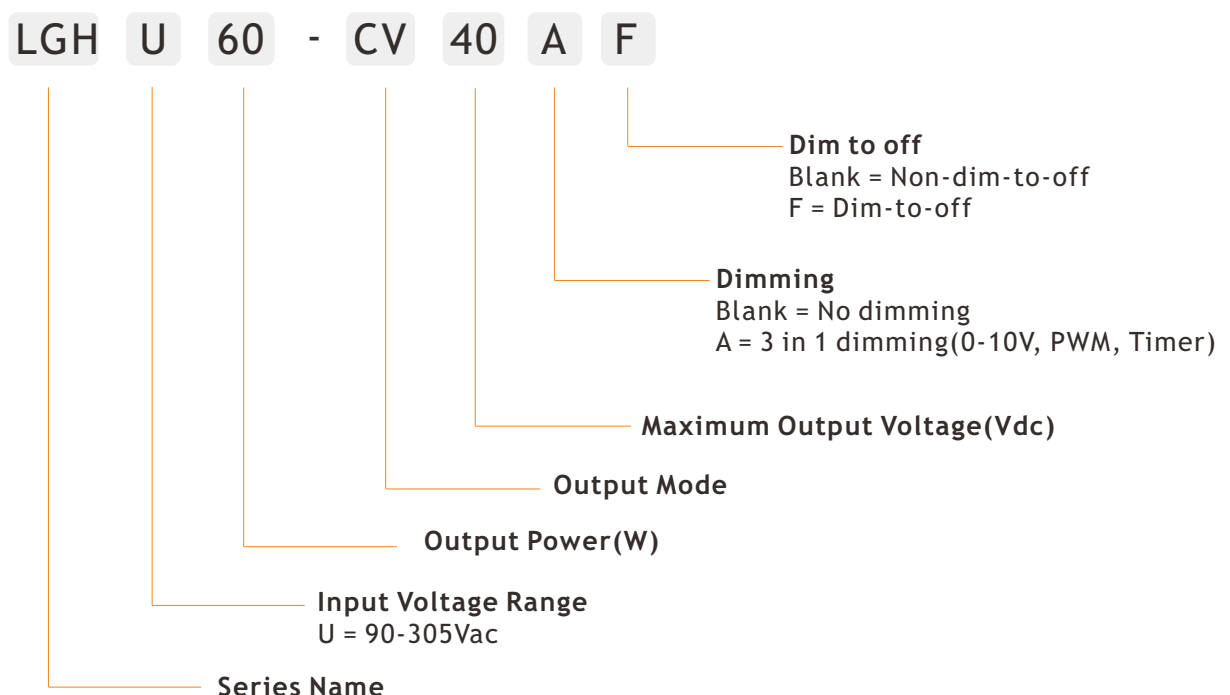 LGH U 60 - CV 40 A F
Dim to off
Blank = Non-dim-to-off
F = Dim-to-off
Dimming
Blank = No dimming
A = 3 in 1 dimming(0-10V, PWM, Timer)
Maximum Output Voltage(Vdc)
Output Mode
Output Power(W)
Input Voltage Range
U = 90-305Vac
Series Name